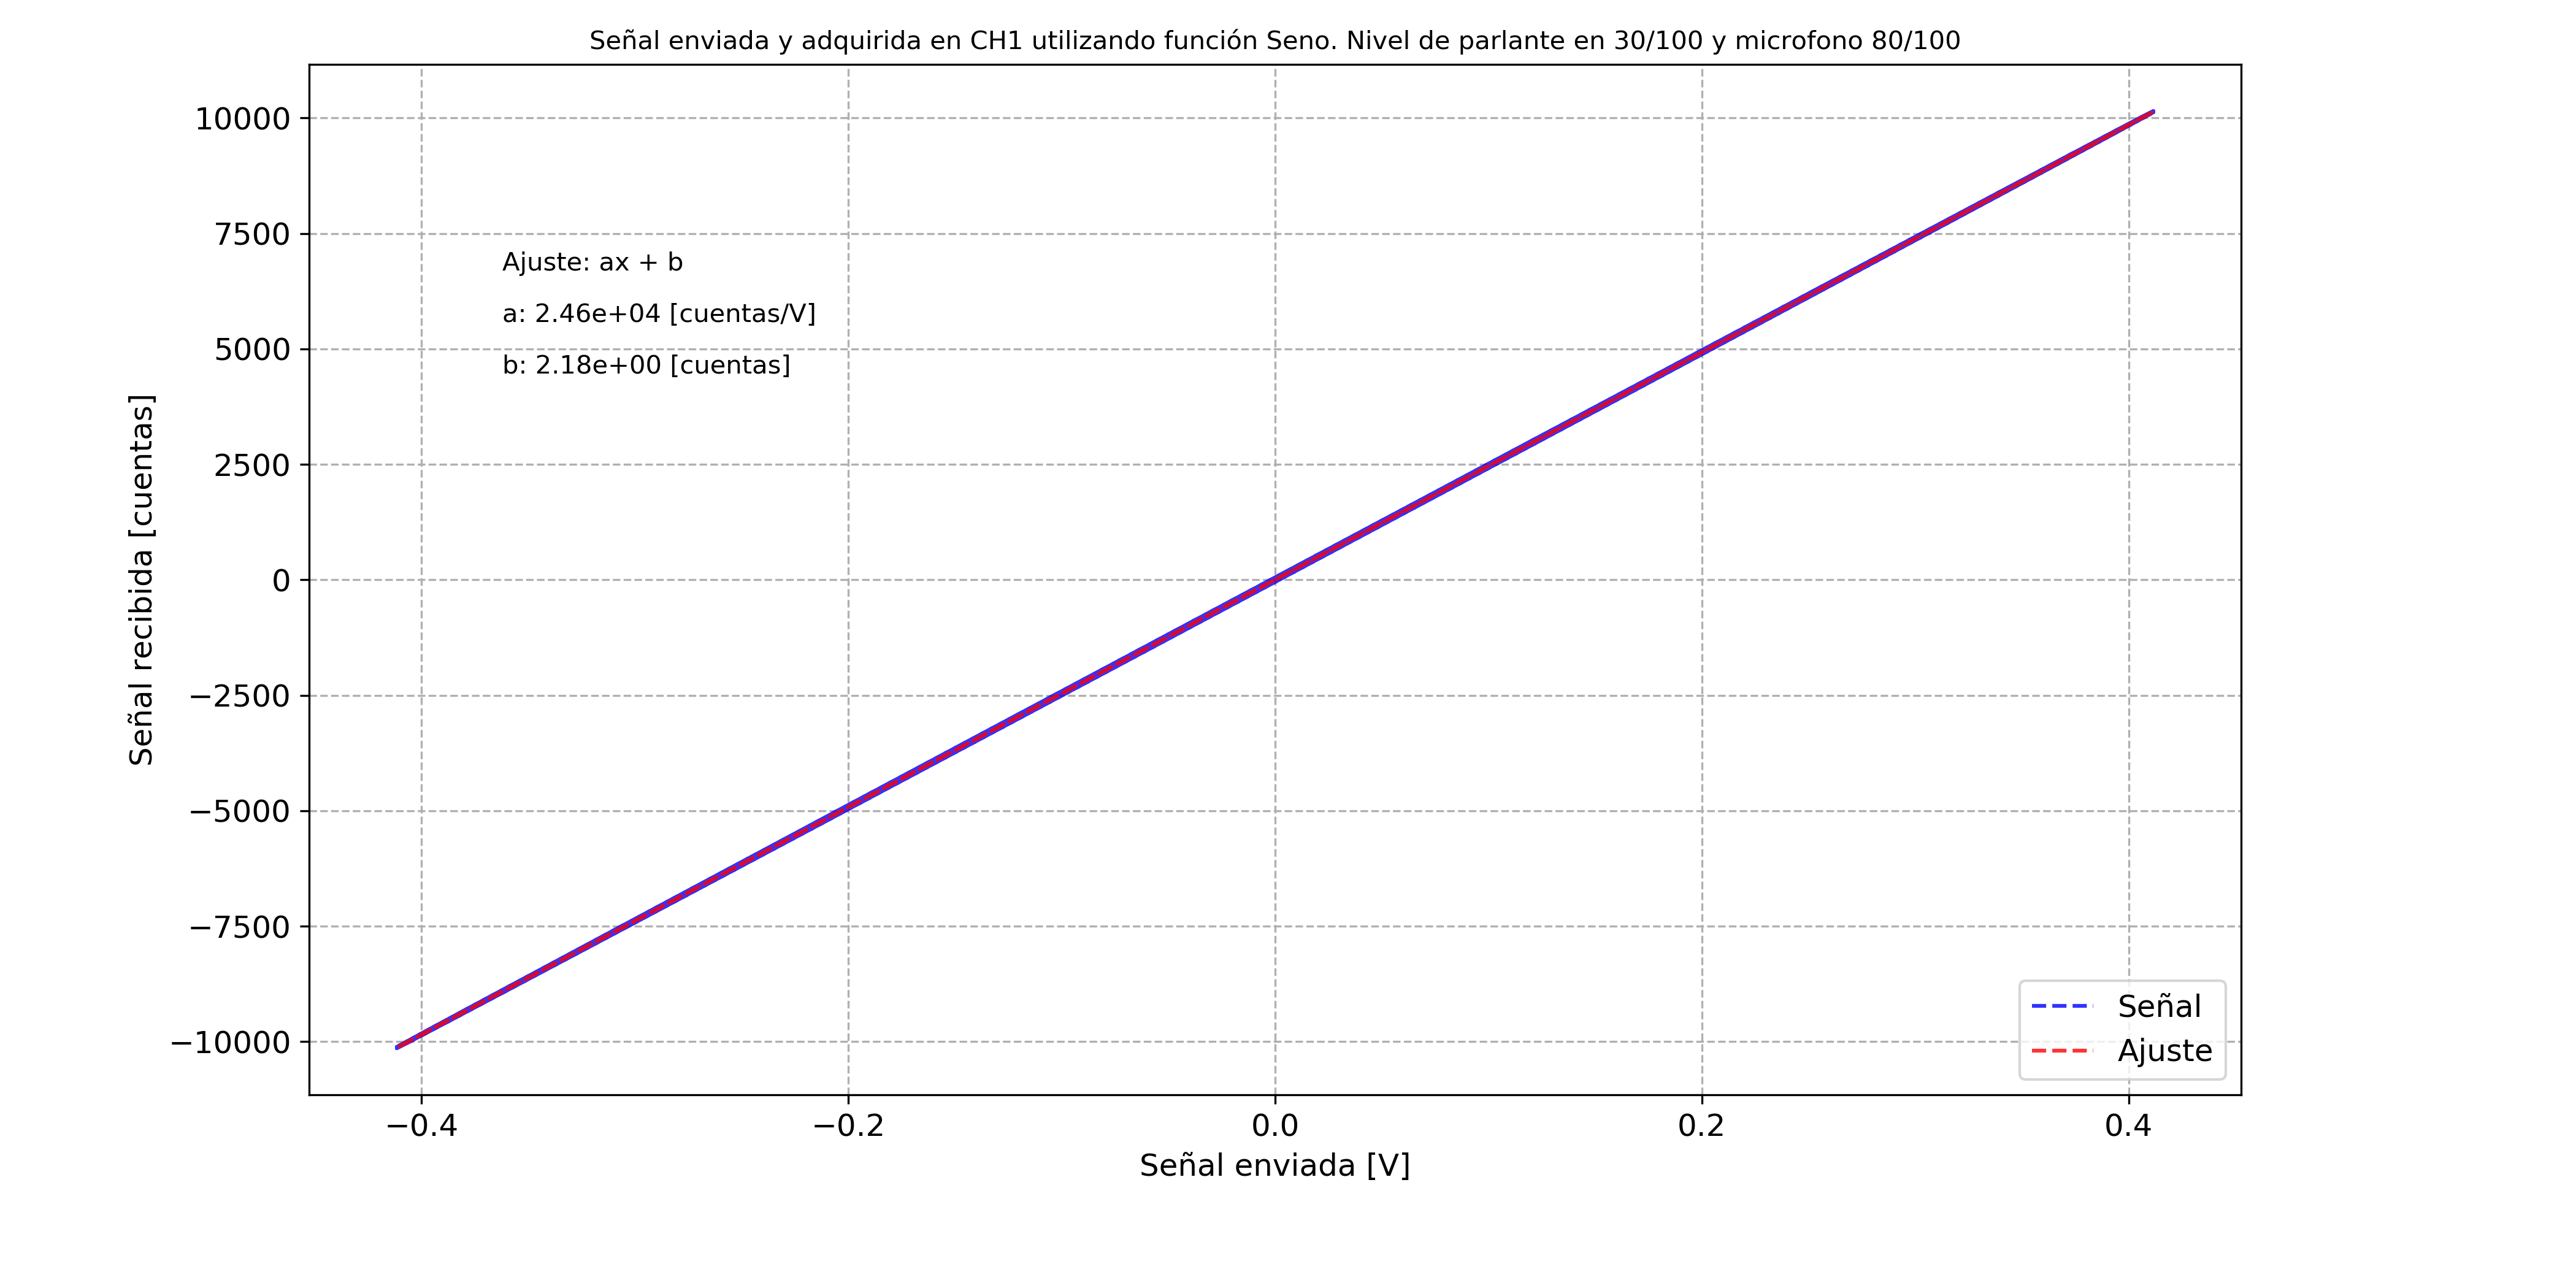 Señal enviada y adquirida en CH1 utilizando función Seno. Nivel de parlante en 30/100 y microfono 80/100
10000
7500
5000
2500
0
−2500
−5000
−7500
−10000
Señal recibida [cuentas]
Ajuste: ax + b
a: 2.46e+04 [cuentas/V]
b: 2.18e+00 [cuentas]
Señal
Ajuste
−0.4 −0.2 0.0 0.2 0.4
Señal enviada [V]